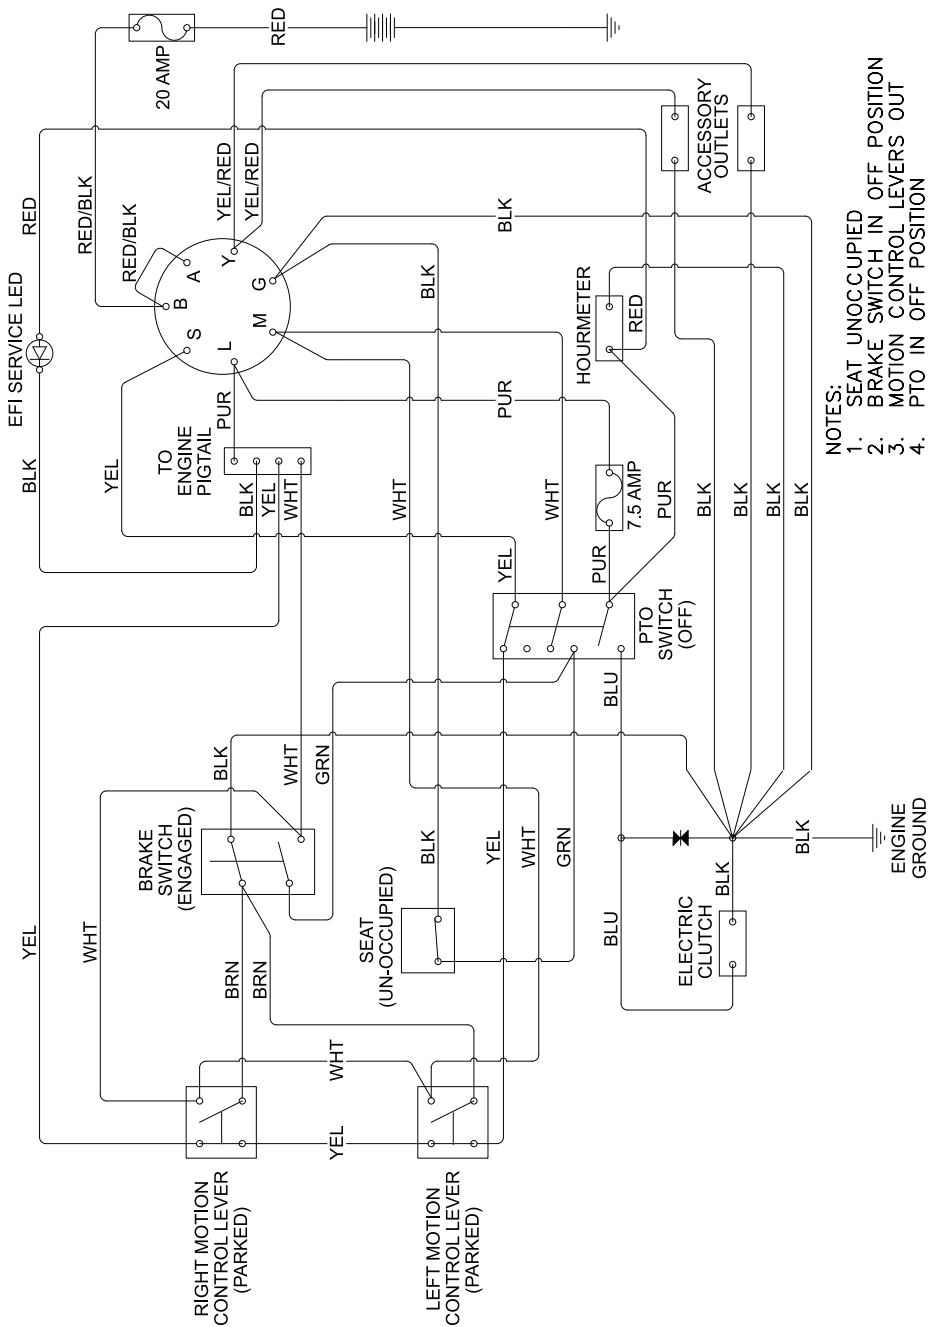 RED
20 AMP
RED
EFI SERVICE LED
BLK
RED/BLK
RED/BLK
YEL/RED
YEL/RED
ACCESSORY
OUTLETS
A
B
S
L
M
G
Y
BLK
BLK
HOURMETER
RED
YEL
PUR
PUR
TO
ENGINE
PIGTAIL
BLK
YEL
WHT
WHT
WHT
7.5 AMP
PUR
PUR
YEL
BLK
BLK
BLK
BLK
NOTES:
1. SEAT UNOCCUPIED
2. BRAKE SWITCH IN OFF POSITION
3. MOTION CONTROL LEVERS OUT
4. PTO IN OFF POSITION
PTO
SWITCH
(OFF)
BLU
BLK
WHT
GRN
BRAKE
SWITCH
(ENGAGED)
BLK
YEL
WHT
GRN
SEAT
(UN-OCCUPIED)
BLK
ENGINE
GROUND
BLK
ELECTRIC
CLUTCH
BLU
YEL
WHT
BRN
BRN
WHT
YEL
RIGHT MOTION
CONTROL LEVER
(PARKED)
LEFT MOTION
CONTROL LEVER
(PARKED)